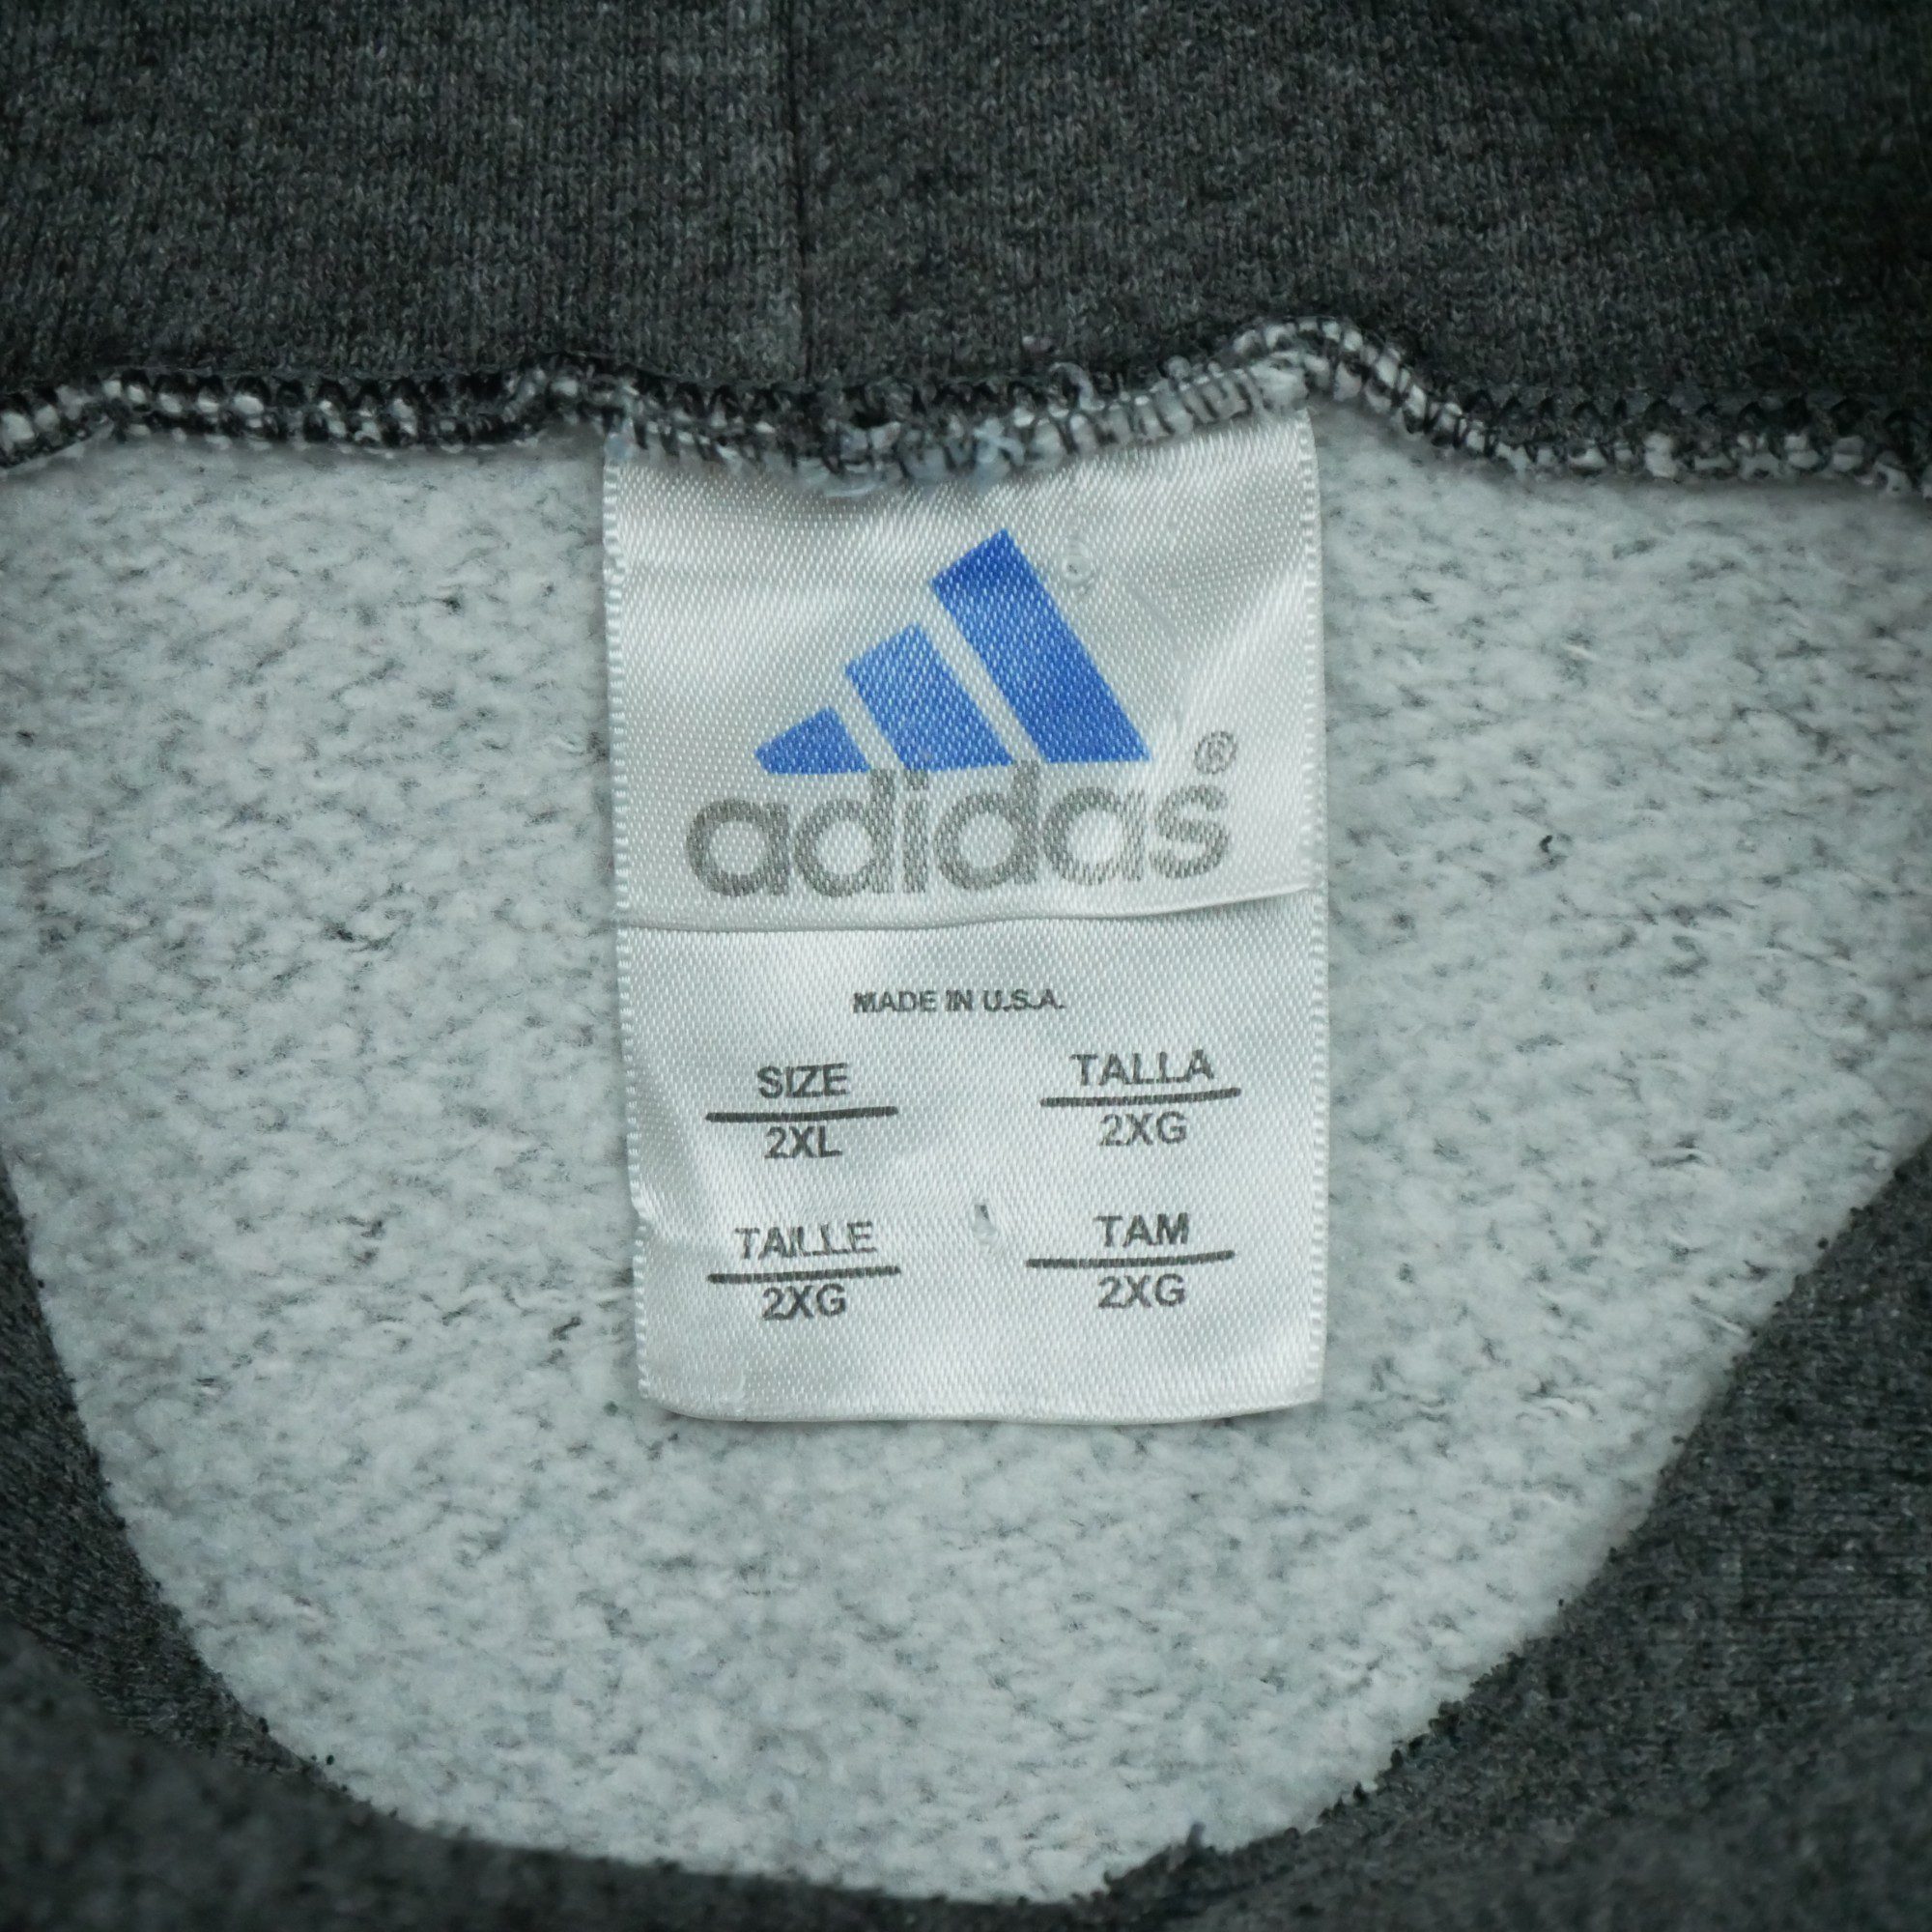 adidas®
MADE IN U.S.A.
SIZE TALLA
2XL 2XG
TAILLE TAM
2XG 2XG